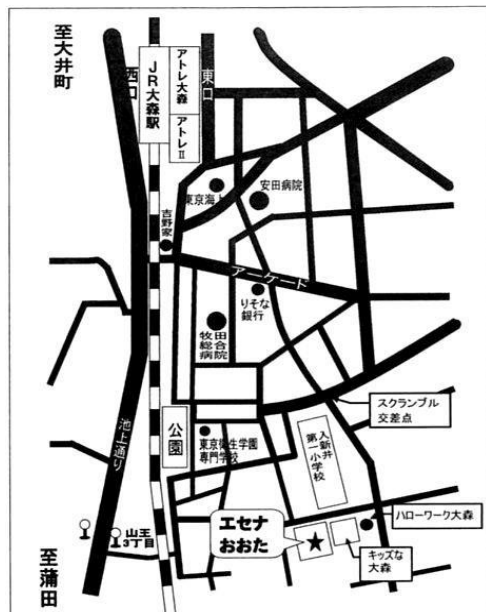 至大井町
西口
JR大森駅
アトレ大森
アトレⅡ
東口
東京海上
安田病院
吉野家
アーケード
りそな
銀行
牧田
総合
病院
スクランブル
交差点
公園
池上通り
東京衛生学園
専門学校
入新井
第一小学校
ハローワーク大森
エセナ
おおた
★
キッズな
大森
山王
3丁目
至蒲田